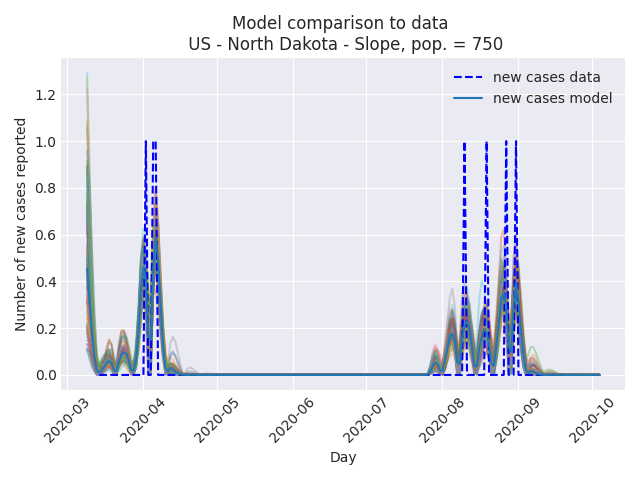 Model comparison to data
US - North Dakota - Slope, pop. = 750
new cases data
new cases model
Number of new cases reported
1.2
1.0
0.8
0.6
0.4
0.2
0.0
2020-03
2020-04
2020-05
2020-06
2020-07
2020-08
2020-09
2020-10
Day